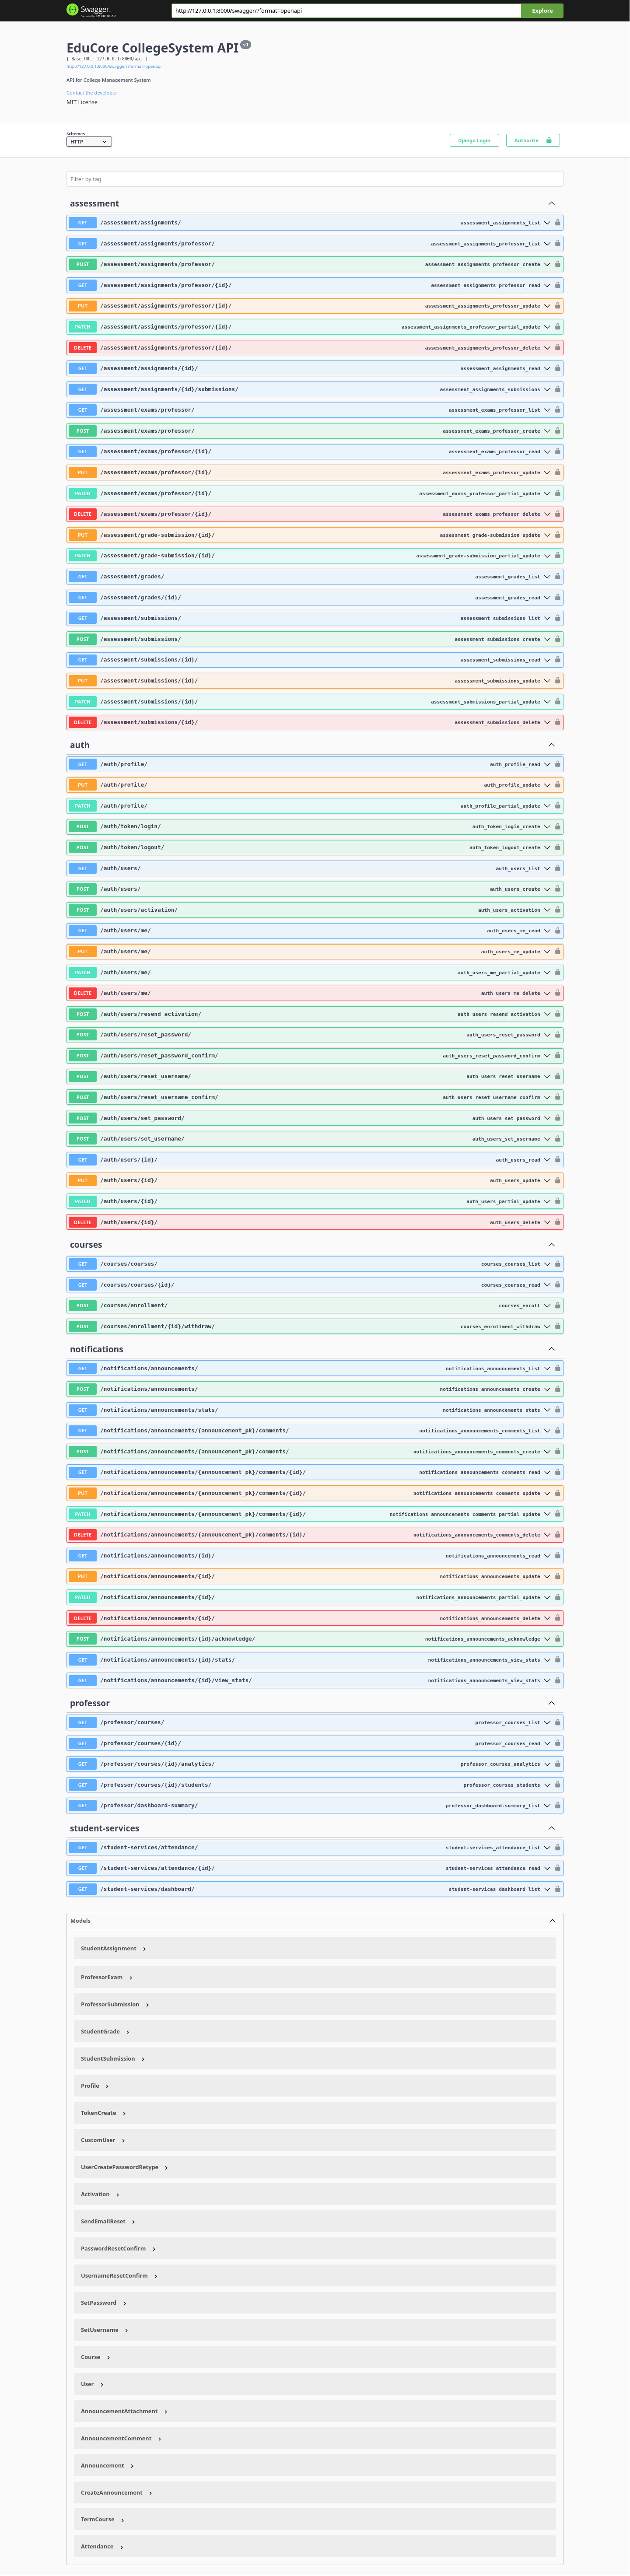 Swagger
Supported by SMARTBEAR
http://127.0.0.1:8000/swagger/?format=openapi
Explore
EduCore CollegeSystem API v1
[ Base URL: 127.0.0.1:8000/api ]
http://127.0.0.1:8000/swagger/?format=openapi
API for College Management System
Contact the developer
MIT License
Schemes
HTTP
Django Login
Authorize
Filter by tag
assessment
GET /assessment/assignments/ assessment_assignments_list
GET /assessment/assignments/professor/ assessment_assignments_professor_list
POST /assessment/assignments/professor/ assessment_assignments_professor_create
GET /assessment/assignments/professor/{id}/ assessment_assignments_professor_read
PUT /assessment/assignments/professor/{id}/ assessment_assignments_professor_update
PATCH /assessment/assignments/professor/{id}/ assessment_assignments_professor_partial_update
DELETE /assessment/assignments/professor/{id}/ assessment_assignments_professor_delete
GET /assessment/assignments/{id}/ assessment_assignments_read
GET /assessment/assignments/{id}/submissions/ assessment_assignments_submissions
GET /assessment/exams/professor/ assessment_exams_professor_list
POST /assessment/exams/professor/ assessment_exams_professor_create
GET /assessment/exams/professor/{id}/ assessment_exams_professor_read
PUT /assessment/exams/professor/{id}/ assessment_exams_professor_update
PATCH /assessment/exams/professor/{id}/ assessment_exams_professor_partial_update
DELETE /assessment/exams/professor/{id}/ assessment_exams_professor_delete
PUT /assessment/grade-submission/{id}/ assessment_grade-submission_update
PATCH /assessment/grade-submission/{id}/ assessment_grade-submission_partial_update
GET /assessment/grades/ assessment_grades_list
GET /assessment/grades/{id}/ assessment_grades_read
GET /assessment/submissions/ assessment_submissions_list
POST /assessment/submissions/ assessment_submissions_create
GET /assessment/submissions/{id}/ assessment_submissions_read
PUT /assessment/submissions/{id}/ assessment_submissions_update
PATCH /assessment/submissions/{id}/ assessment_submissions_partial_update
DELETE /assessment/submissions/{id}/ assessment_submissions_delete
auth
GET /auth/profile/ auth_profile_read
PUT /auth/profile/ auth_profile_update
PATCH /auth/profile/ auth_profile_partial_update
POST /auth/token/login/ auth_token_login_create
POST /auth/token/logout/ auth_token_logout_create
GET /auth/users/ auth_users_list
POST /auth/users/ auth_users_create
POST /auth/users/activation/ auth_users_activation
GET /auth/users/me/ auth_users_me_read
PUT /auth/users/me/ auth_users_me_update
PATCH /auth/users/me/ auth_users_me_partial_update
DELETE /auth/users/me/ auth_users_me_delete
POST /auth/users/resend_activation/ auth_users_resend_activation
POST /auth/users/reset_password/ auth_users_reset_password
POST /auth/users/reset_password_confirm/ auth_users_reset_password_confirm
POST /auth/users/reset_username/ auth_users_reset_username
POST /auth/users/reset_username_confirm/ auth_users_reset_username_confirm
POST /auth/users/set_password/ auth_users_set_password
POST /auth/users/set_username/ auth_users_set_username
GET /auth/users/{id}/ auth_users_read
PUT /auth/users/{id}/ auth_users_update
PATCH /auth/users/{id}/ auth_users_partial_update
DELETE /auth/users/{id}/ auth_users_delete
courses
GET /courses/courses/ courses_courses_list
GET /courses/courses/{id}/ courses_courses_read
POST /courses/enrollment/ courses_enroll
POST /courses/enrollment/{id}/withdraw/ courses_enrollment_withdraw
notifications
GET /notifications/announcements/ notifications_announcements_list
POST /notifications/announcements/ notifications_announcements_create
GET /notifications/announcements/stats/ notifications_announcements_stats
GET /notifications/announcements/{announcement_pk}/comments/ notifications_announcements_comments_list
POST /notifications/announcements/{announcement_pk}/comments/ notifications_announcements_comments_create
GET /notifications/announcements/{announcement_pk}/comments/{id}/ notifications_announcements_comments_read
PUT /notifications/announcements/{announcement_pk}/comments/{id}/ notifications_announcements_comments_update
PATCH /notifications/announcements/{announcement_pk}/comments/{id}/ notifications_announcements_comments_partial_update
DELETE /notifications/announcements/{announcement_pk}/comments/{id}/ notifications_announcements_comments_delete
GET /notifications/announcements/{id}/ notifications_announcements_read
PUT /notifications/announcements/{id}/ notifications_announcements_update
PATCH /notifications/announcements/{id}/ notifications_announcements_partial_update
DELETE /notifications/announcements/{id}/ notifications_announcements_delete
POST /notifications/announcements/{id}/acknowledge/ notifications_announcements_acknowledge
GET /notifications/announcements/{id}/stats/ notifications_announcements_view_stats
GET /notifications/announcements/{id}/view_stats/ notifications_announcements_view_stats
professor
GET /professor/courses/ professor_courses_list
GET /professor/courses/{id}/ professor_courses_read
GET /professor/courses/{id}/analytics/ professor_courses_analytics
GET /professor/courses/{id}/students/ professor_courses_students
GET /professor/dashboard-summary/ professor_dashboard-summary_list
student-services
GET /student-services/attendance/ student-services_attendance_list
GET /student-services/attendance/{id}/ student-services_attendance_read
GET /student-services/dashboard/ student-services_dashboard_list
Models
StudentAssignment
ProfessorExam
ProfessorSubmission
StudentGrade
StudentSubmission
Profile
TokenCreate
CustomUser
UserCreatePasswordRetype
Activation
SendEmailReset
PasswordResetConfirm
UsernameResetConfirm
SetPassword
SetUsername
Course
User
AnnouncementAttachment
AnnouncementComment
Announcement
CreateAnnouncement
TermCourse
Attendance